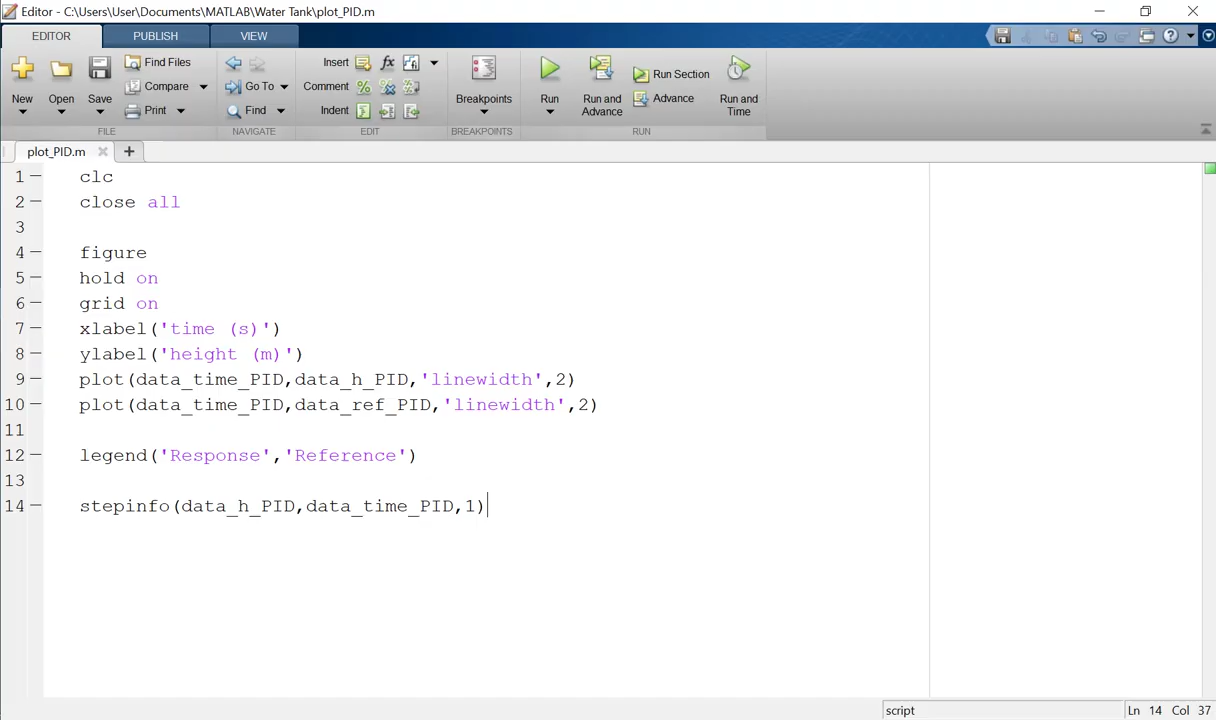 Editor - C:\Users\User\Documents\MATLAB\Water Tank\plot_PID.m
EDITOR PUBLISH VIEW
New Open Save Find Files Compare Print
Go To Find
Insert fx
Comment
Indent
Breakpoints
Run Run and Advance Run Section Advance Run and Time
FILE NAVIGATE EDIT BREAKPOINTS RUN
plot_PID.m
1 clc
2 close all
3
4 figure
5 hold on
6 grid on
7 xlabel('time (s)')
8 ylabel('height (m)')
9 plot(data_time_PID,data_h_PID,'linewidth',2)
10 plot(data_time_PID,data_ref_PID,'linewidth',2)
11
12 legend('Response','Reference')
13
14 stepinfo(data_h_PID,data_time_PID,1)
script Ln 14 Col 37